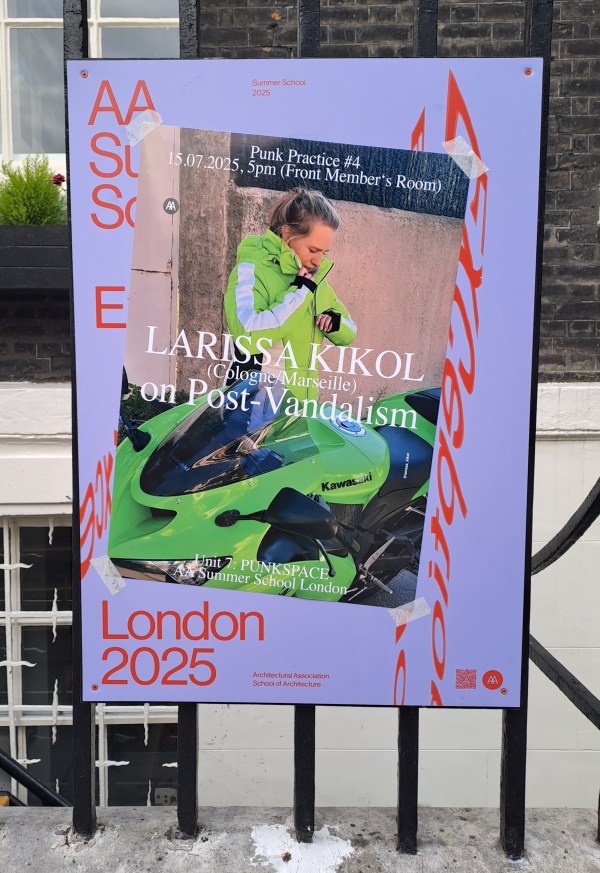 AA
Summer School
2025
Su
Sc
E
Punk Practice #4
15.07.2025, 5pm (Front Member's Room)
AA
LARISSA KIKOL
(Cologne/Marseille)
on Post-Vandalism
Kawasaki
Unit 7: PUNKSPACE
AA Summer School London
London
2025
Architectural Association
School of Architecture
AA